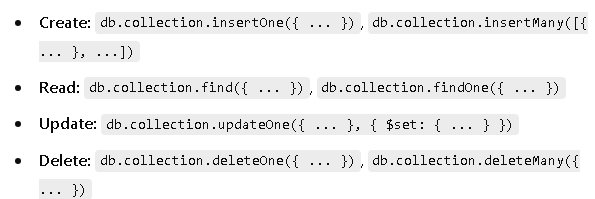 • Create: db.collection.insertOne({ ... }), db.collection.insertMany([{
... }, ...])
• Read: db.collection.find({ ... }), db.collection.findOne({ ... })
• Update: db.collection.updateOne({ ... }, { $set: { ... } })
• Delete: db.collection.deleteOne({ ... }), db.collection.deleteMany({
... })